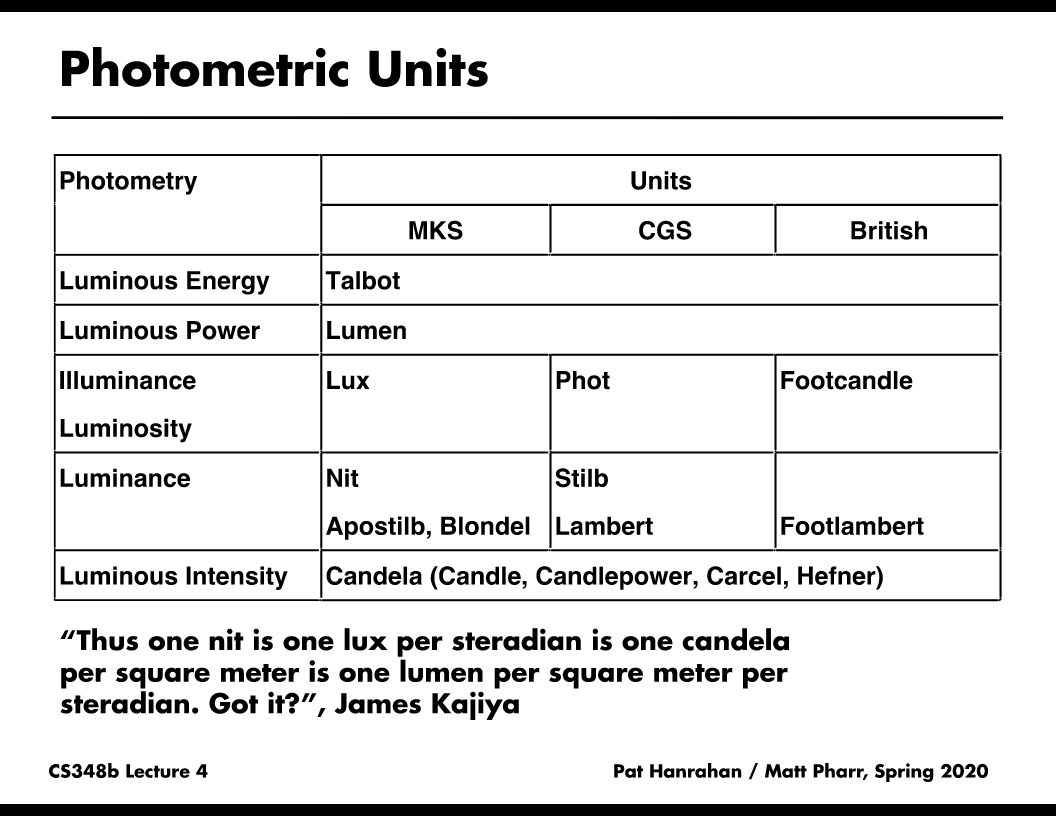 Photometric Units
Photometry
Units
MKS
CGS
British
Luminous Energy
Talbot
Luminous Power
Lumen
Illuminance
Lux
Phot
Footcandle
Luminosity
Luminance
Nit
Stilb
Apostilb, Blondel
Lambert
Footlambert
Luminous Intensity
Candela (Candle, Candlepower, Carcel, Hefner)
“Thus one nit is one lux per steradian is one candela
per square meter is one lumen per square meter per
steradian. Got it?”, James Kajiya
CS348b Lecture 4
Pat Hanrahan / Matt Pharr, Spring 2020